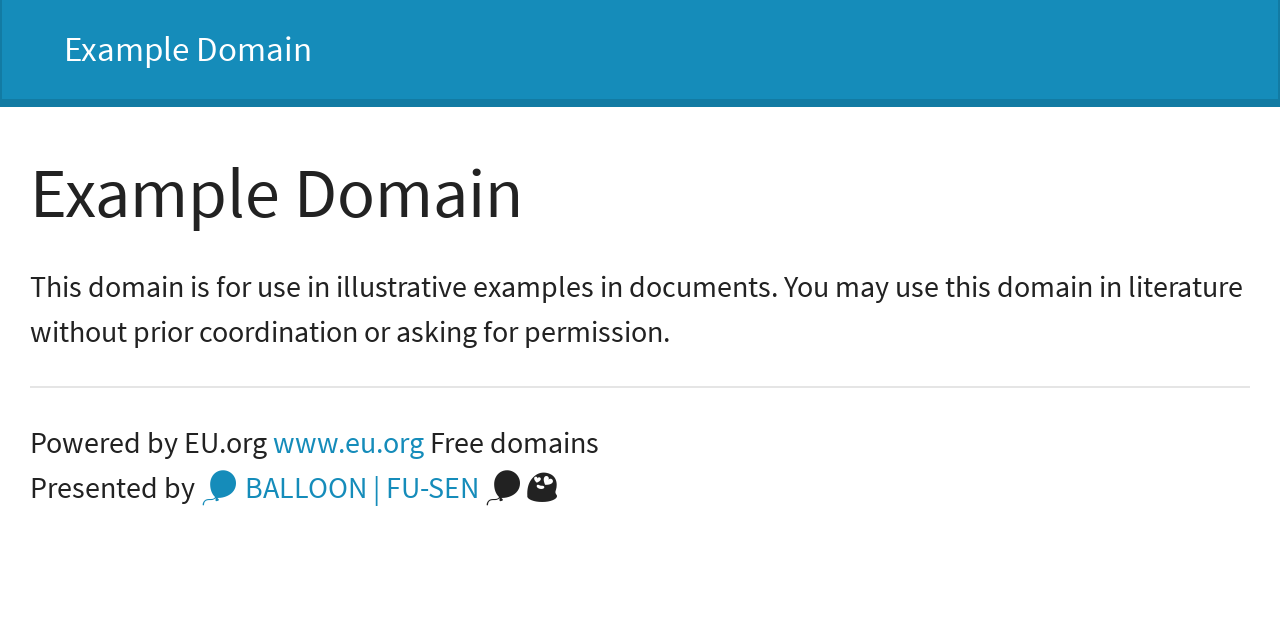 Example Domain
Example Domain
This domain is for use in illustrative examples in documents. You may use this domain in literature
without prior coordination or asking for permission.
Powered by EU.org www.eu.org Free domains
Presented by 🎈 BALLOON | FU-SEN 🎈😍